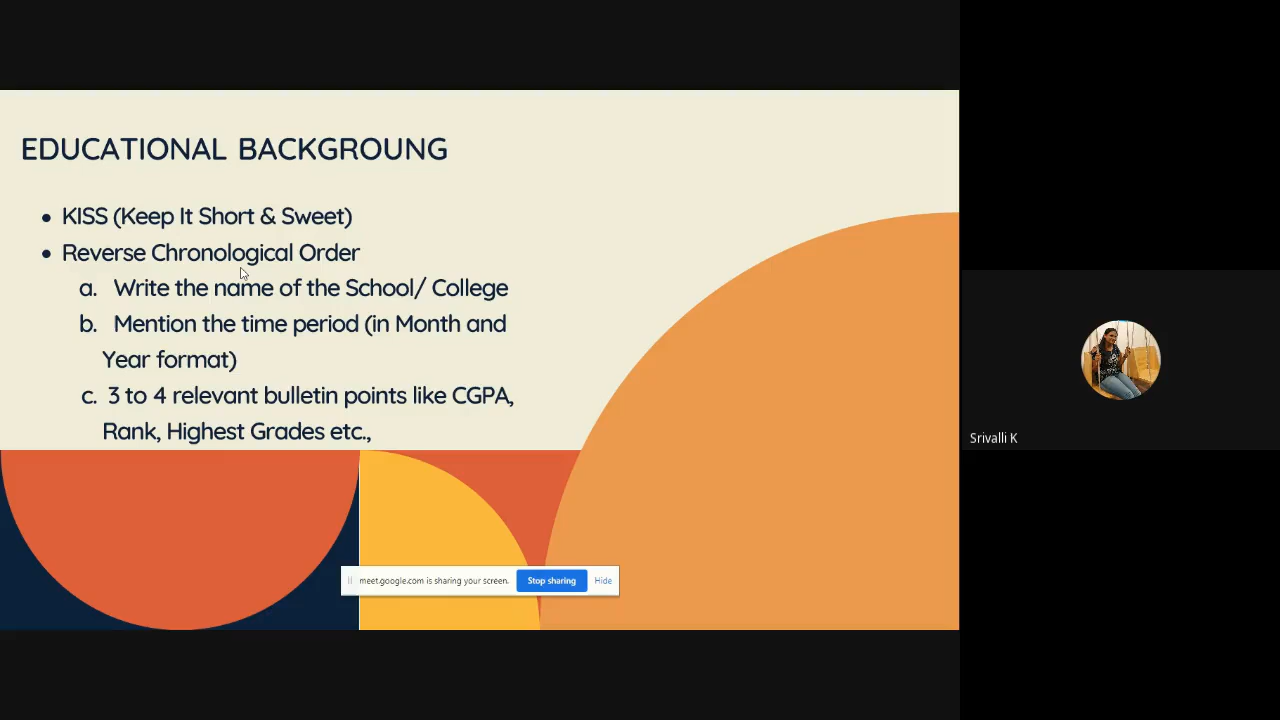 EDUCATIONAL BACKGROUNG
• KISS (Keep It Short & Sweet)
• Reverse Chronological Order
a. Write the name of the School/ College
b. Mention the time period (in Month and
Year format)
c. 3 to 4 relevant bulletin points like CGPA,
Rank, Highest Grades etc.,
meet.google.com is sharing your screen. Stop sharing Hide
Srivalli K